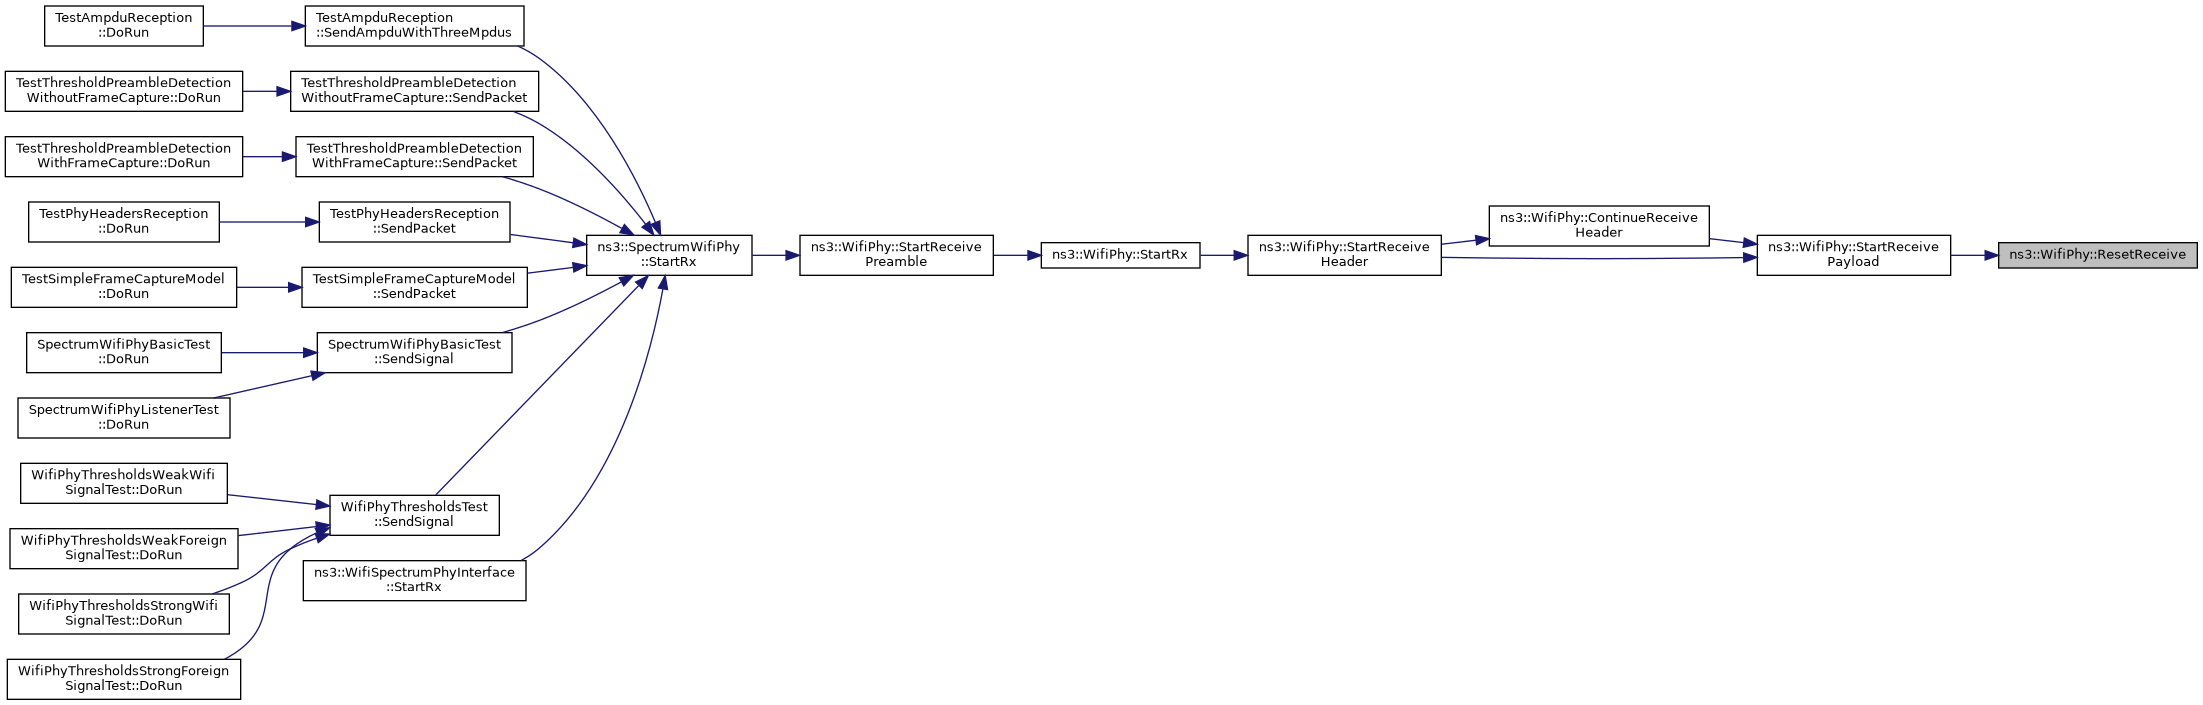 TestAmpduReception
::DoRun
TestAmpduReception
::SendAmpduWithThreeMpdus
TestThresholdPreambleDetection
WithoutFrameCapture::DoRun
TestThresholdPreambleDetection
WithoutFrameCapture::SendPacket
TestThresholdPreambleDetection
WithFrameCapture::DoRun
TestThresholdPreambleDetection
WithFrameCapture::SendPacket
TestPhyHeadersReception
::DoRun
TestPhyHeadersReception
::SendPacket
TestSimpleFrameCaptureModel
::DoRun
TestSimpleFrameCaptureModel
::SendPacket
SpectrumWifiPhyBasicTest
::DoRun
SpectrumWifiPhyBasicTest
::SendSignal
SpectrumWifiPhyListenerTest
::DoRun
WifiPhyThresholdsWeakWifi
SignalTest::DoRun
WifiPhyThresholdsTest
::SendSignal
WifiPhyThresholdsWeakForeign
SignalTest::DoRun
WifiPhyThresholdsStrongWifi
SignalTest::DoRun
WifiPhyThresholdsStrongForeign
SignalTest::DoRun
ns3::WifiSpectrumPhyInterface
::StartRx
ns3::SpectrumWifiPhy
::StartRx
ns3::WifiPhy::StartReceive
Preamble
ns3::WifiPhy::StartRx
ns3::WifiPhy::StartReceive
Header
ns3::WifiPhy::ContinueReceive
Header
ns3::WifiPhy::StartReceive
Payload
ns3::WifiPhy::ResetReceive